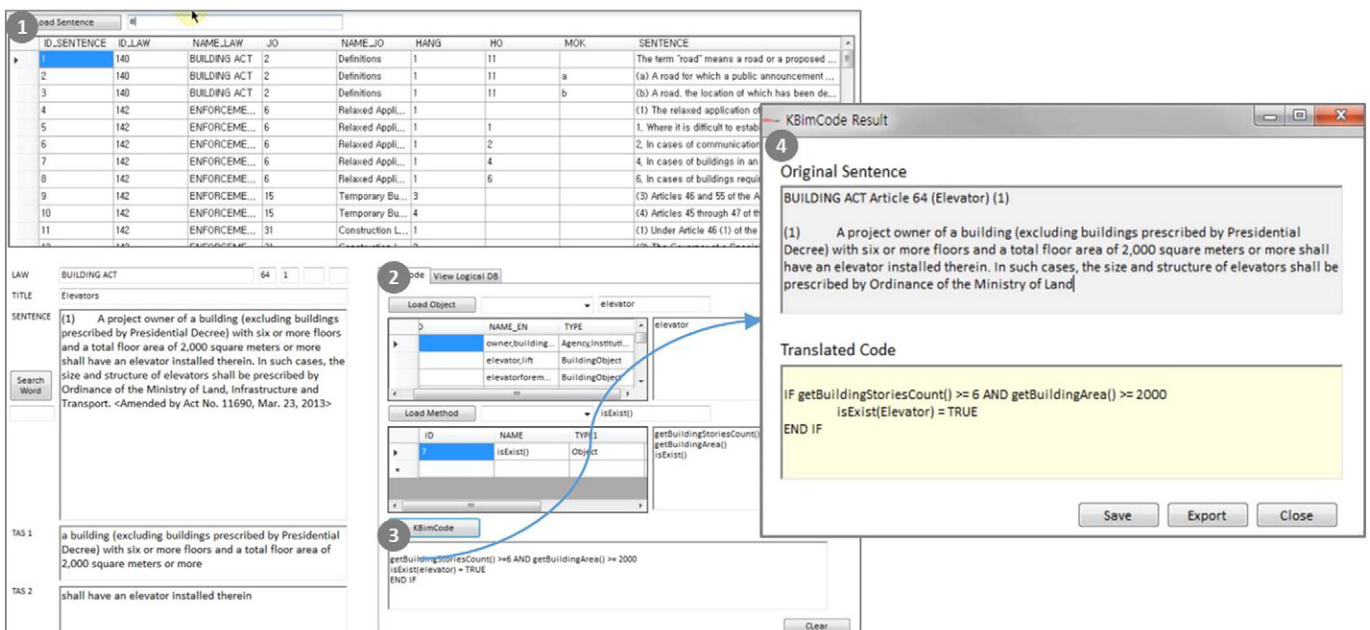 1
oad Sentence
e
ID_SENTENCE ID_LAW NAME_LAW JO NAME_JO HANG HO MOK SENTENCE
1 140 BUILDING ACT 2 Definitions 1 11 The term "road" means a road or a proposed ...
2 140 BUILDING ACT 2 Definitions 1 11 a (a) A road for which a public announcement ...
3 140 BUILDING ACT 2 Definitions 1 11 b (b) A road, the location of which has been de...
4 142 ENFORCEME... 6 Relaxed Appli... 1 (1) The relaxed application of
5 142 ENFORCEME... 6 Relaxed Appli... 1 1 1, Where it is difficult to estab
6 142 ENFORCEME... 6 Relaxed Appli... 1 2 2, In cases of communication
7 142 ENFORCEME... 6 Relaxed Appli... 1 4 4, In cases of buildings in an
8 142 ENFORCEME... 6 Relaxed Appli... 1 6 6, In cases of buildings requi
9 142 ENFORCEME... 15 Temporary Bu... 3 (3) Articles 46 and 55 of the A
10 142 ENFORCEME... 15 Temporary Bu... 4 (4) Articles 45 through 47 of th
11 142 ENFORCEME... 31 Construction L... 1 (1) Under Article 46 (1) of the
LAW BUILDING ACT 64 1
TITLE Elevators
SENTENCE (1) A project owner of a building (excluding buildings
prescribed by Presidential Decree) with six or more floors
and a total floor area of 2,000 square meters or more
shall have an elevator installed therein. In such cases, the
size and structure of elevators shall be prescribed by
Ordinance of the Ministry of Land, Infrastructure and
Transport. <Amended by Act No. 11690, Mar. 23, 2013>
Search
Word
TAS 1 a building (excluding buildings prescribed by Presidential
Decree) with six or more floors and a total floor area of
2,000 square meters or more
TAS 2 shall have an elevator installed therein
2
ode View Logical DB
Load Object elevator
NAME_EN TYPE
owner,building... Agency,Instituti...
elevator,lift BuildingObject
elevatorforem... BuildingObject
elevator
Load Method isExist()
ID NAME TYPE1
7 isExist() Object
getBuildingStoriesCount()
getBuildingArea()
isExist()
3
KBimCode
getBuildingStoriesCount() >=6 AND getBuildingArea() >= 2000
isExist(elevator) = TRUE
END IF
CLear
KBimCode Result
4
Original Sentence
BUILDING ACT Article 64 (Elevator) (1)
(1) A project owner of a building (excluding buildings prescribed by Presidential
Decree) with six or more floors and a total floor area of 2,000 square meters or more shall
have an elevator installed therein. In such cases, the size and structure of elevators shall be
prescribed by Ordinance of the Ministry of Land
Translated Code
IF getBuildingStoriesCount() >= 6 AND getBuildingArea() >= 2000
isExist(Elevator) = TRUE
END IF
Save Export Close